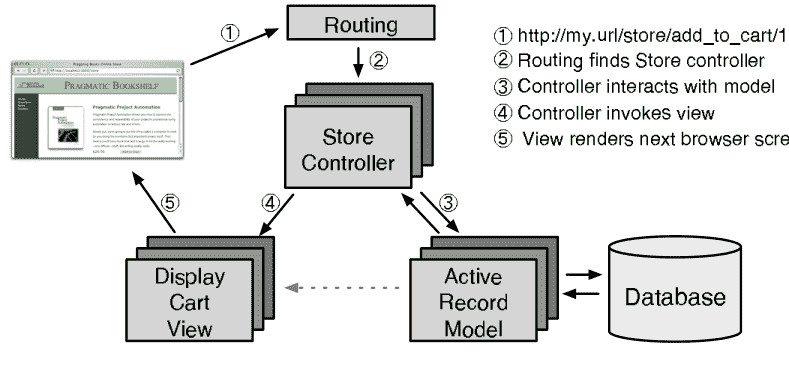 Routing
① http://my.url/store/add_to_cart/1
② Routing finds Store controller
③ Controller interacts with model
④ Controller invokes view
⑤ View renders next browser scre
①
②
PRAGMATIC BOOKSHELF
Pragmatic Project Automation
Store
Controller
⑤
④
③
Display
Cart
View
Active
Record
Model
Database